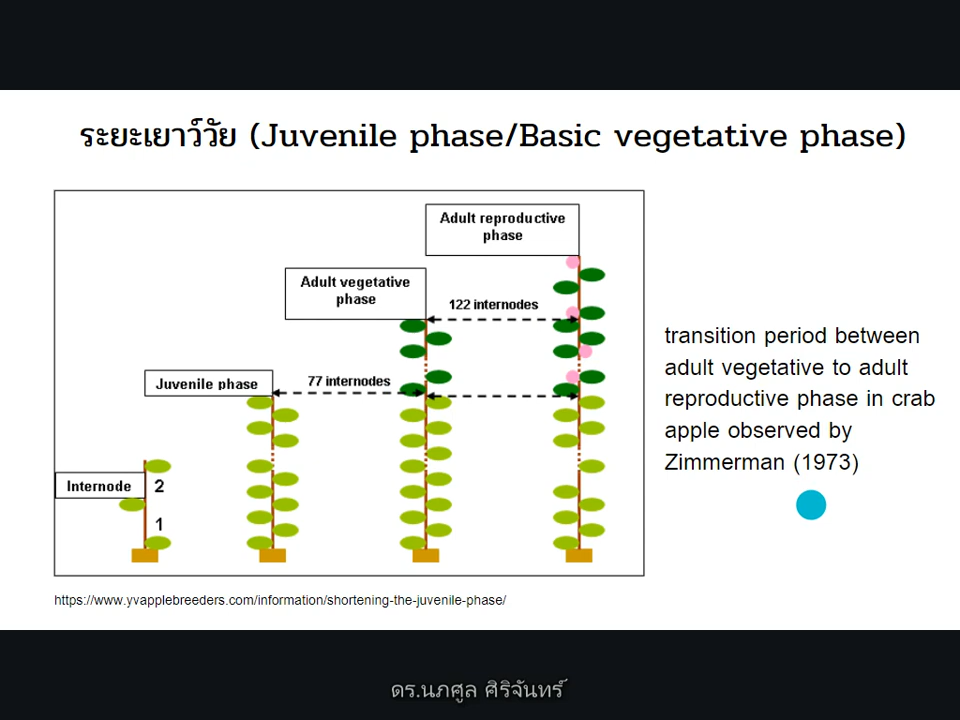 ระยะเยาว์วัย (Juvenile phase/Basic vegetative phase)
Adult reproductive
phase
Adult vegetative
phase
122 internodes
Juvenile phase
77 internodes
Internode
2
1
transition period between
adult vegetative to adult
reproductive phase in crab
apple observed by
Zimmerman (1973)
https://www.yvapplebreeders.com/information/shortening-the-juvenile-phase/
ดร.นภศูล ศิริจันทร์